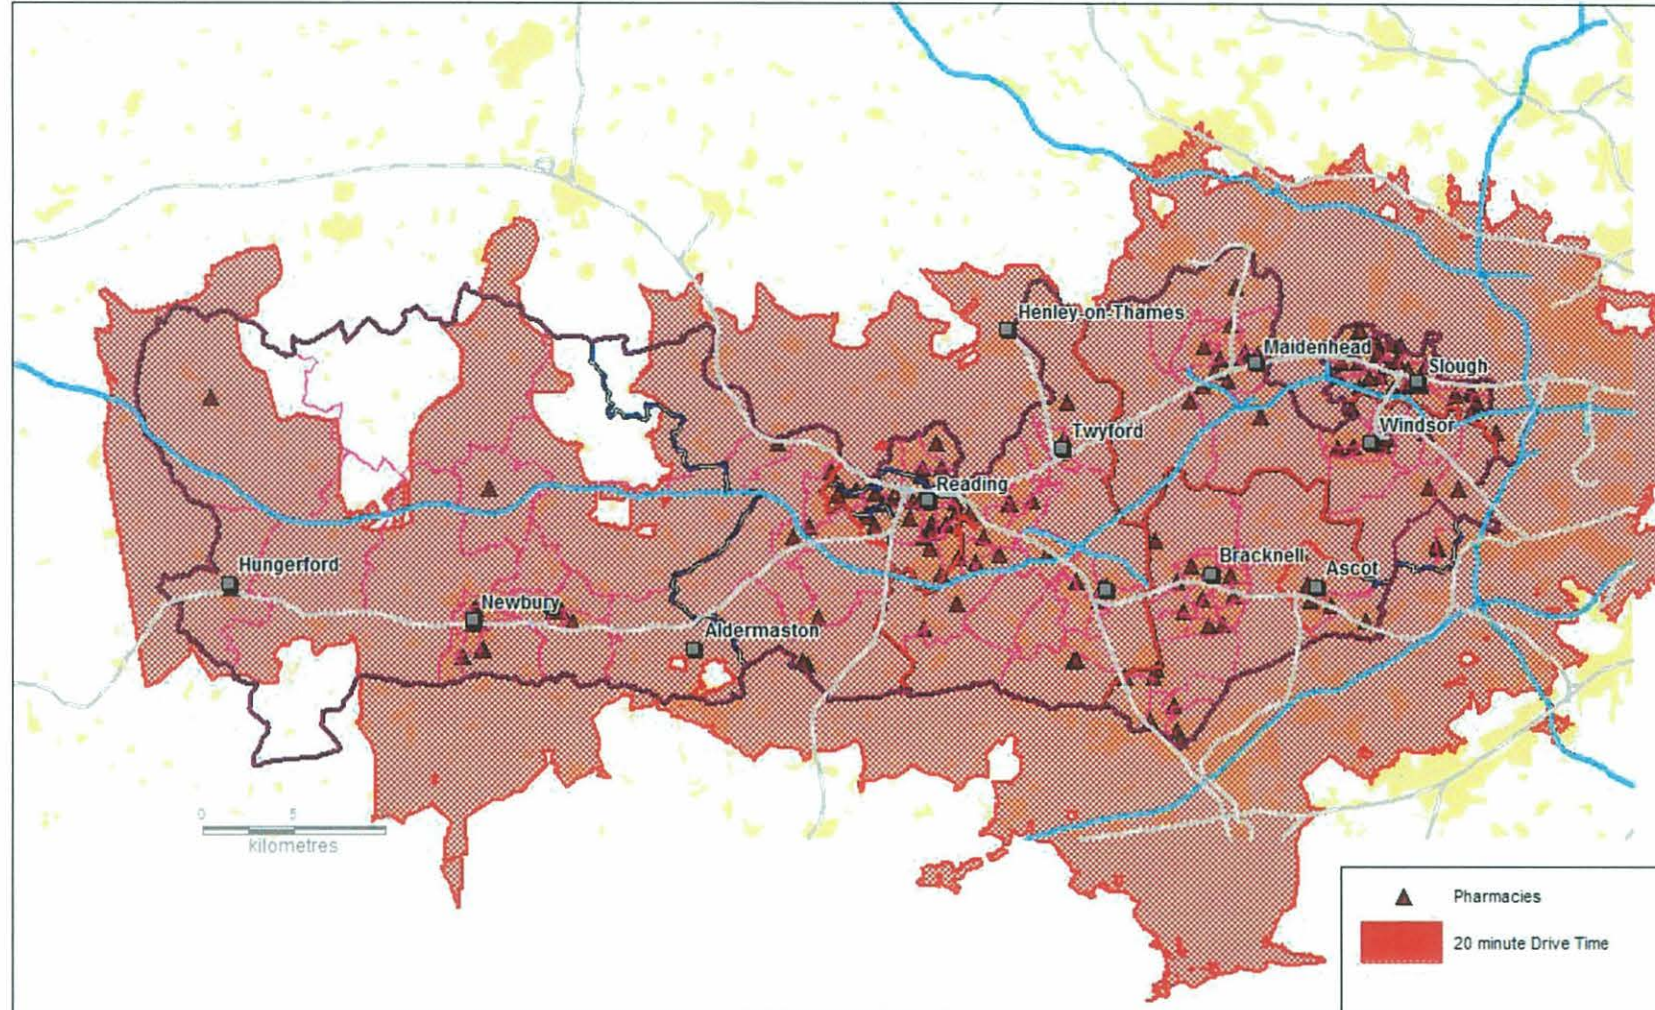 Henley-on-Thames
Maidenhead
Slough
Windsor
Twyford
Reading
Hungerford
Bracknell
Ascot
Newbury
Aldermaston
0 5
kilometres
Pharmacies
20 minute Drive Time